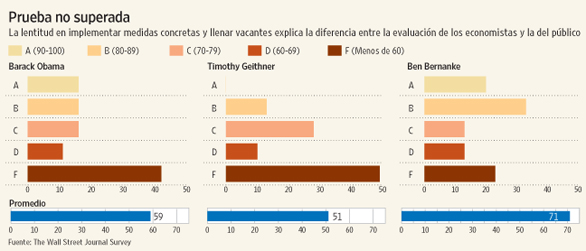 Prueba no superada
La lentitud en implementar medidas concretas y llenar vacantes explica la diferencia entre la evaluación de los economistas y la del público
A (90-100) B (80-89) C (70-79) D (60-69) F (Menos de 60)
Barack Obama Timothy Geithner Ben Bernanke
A A A
B B B
C C C
D D D
F F F
0 10 20 30 40 50 0 10 20 30 40 50 0 10 20 30 40 50
Promedio
59 51 71
0 10 20 30 40 50 60 70 0 10 20 30 40 50 60 70 0 10 20 30 40 50 60 70
Fuente: The Wall Street Journal Survey